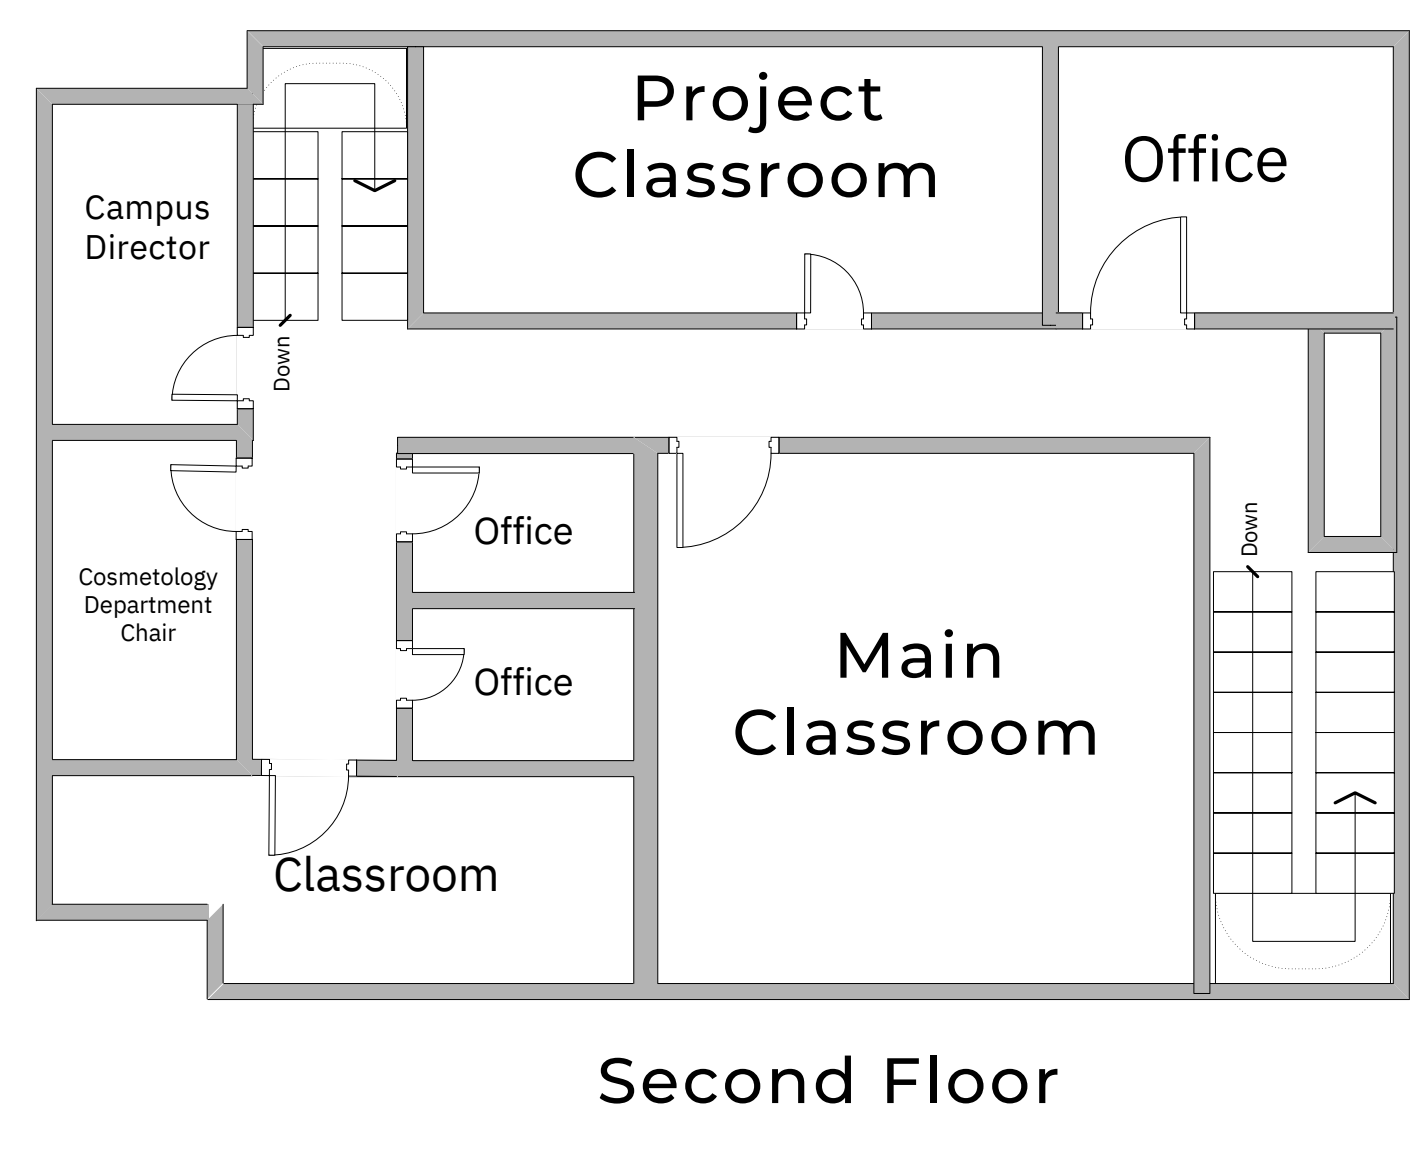 Project
Classroom
Office
Campus
Director
Down
Office
Down
Cosmetology
Department
Chair
Office
Main
Classroom
Classroom
Second Floor